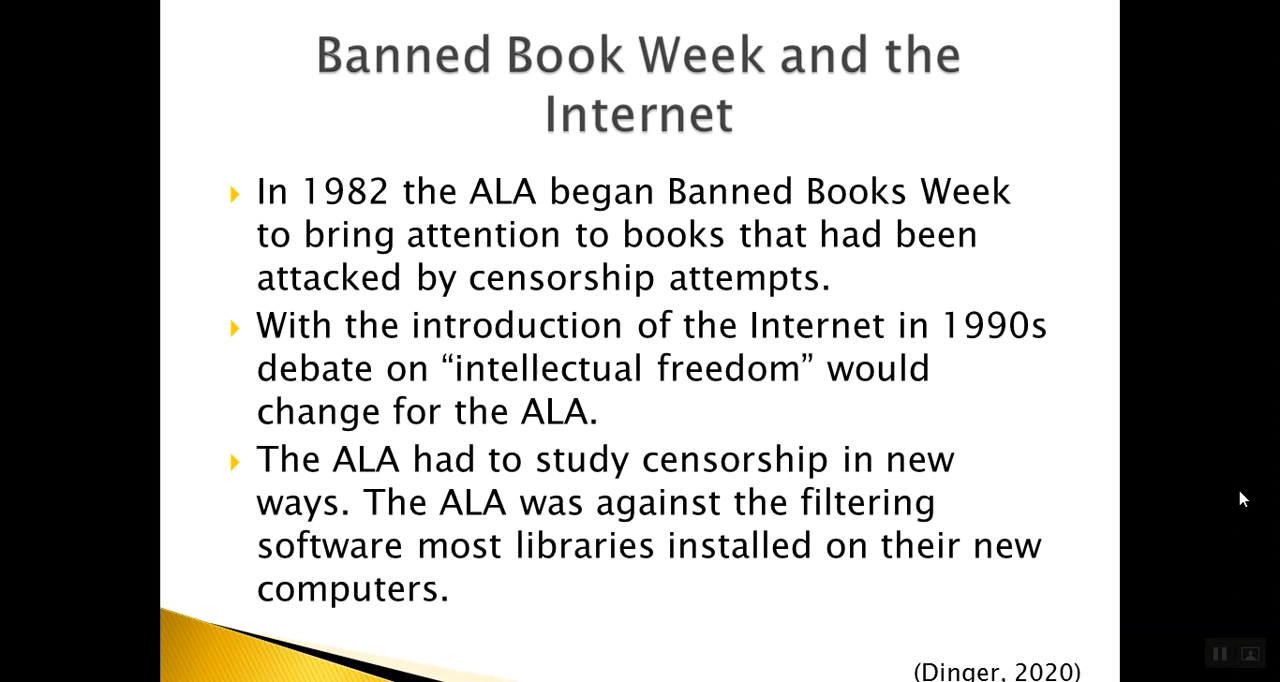 Banned Book Week and the
Internet
In 1982 the ALA began Banned Books Week
to bring attention to books that had been
attacked by censorship attempts.
With the introduction of the Internet in 1990s
debate on “intellectual freedom” would
change for the ALA.
The ALA had to study censorship in new
ways. The ALA was against the filtering
software most libraries installed on their new
computers.
(Dinger, 2020)